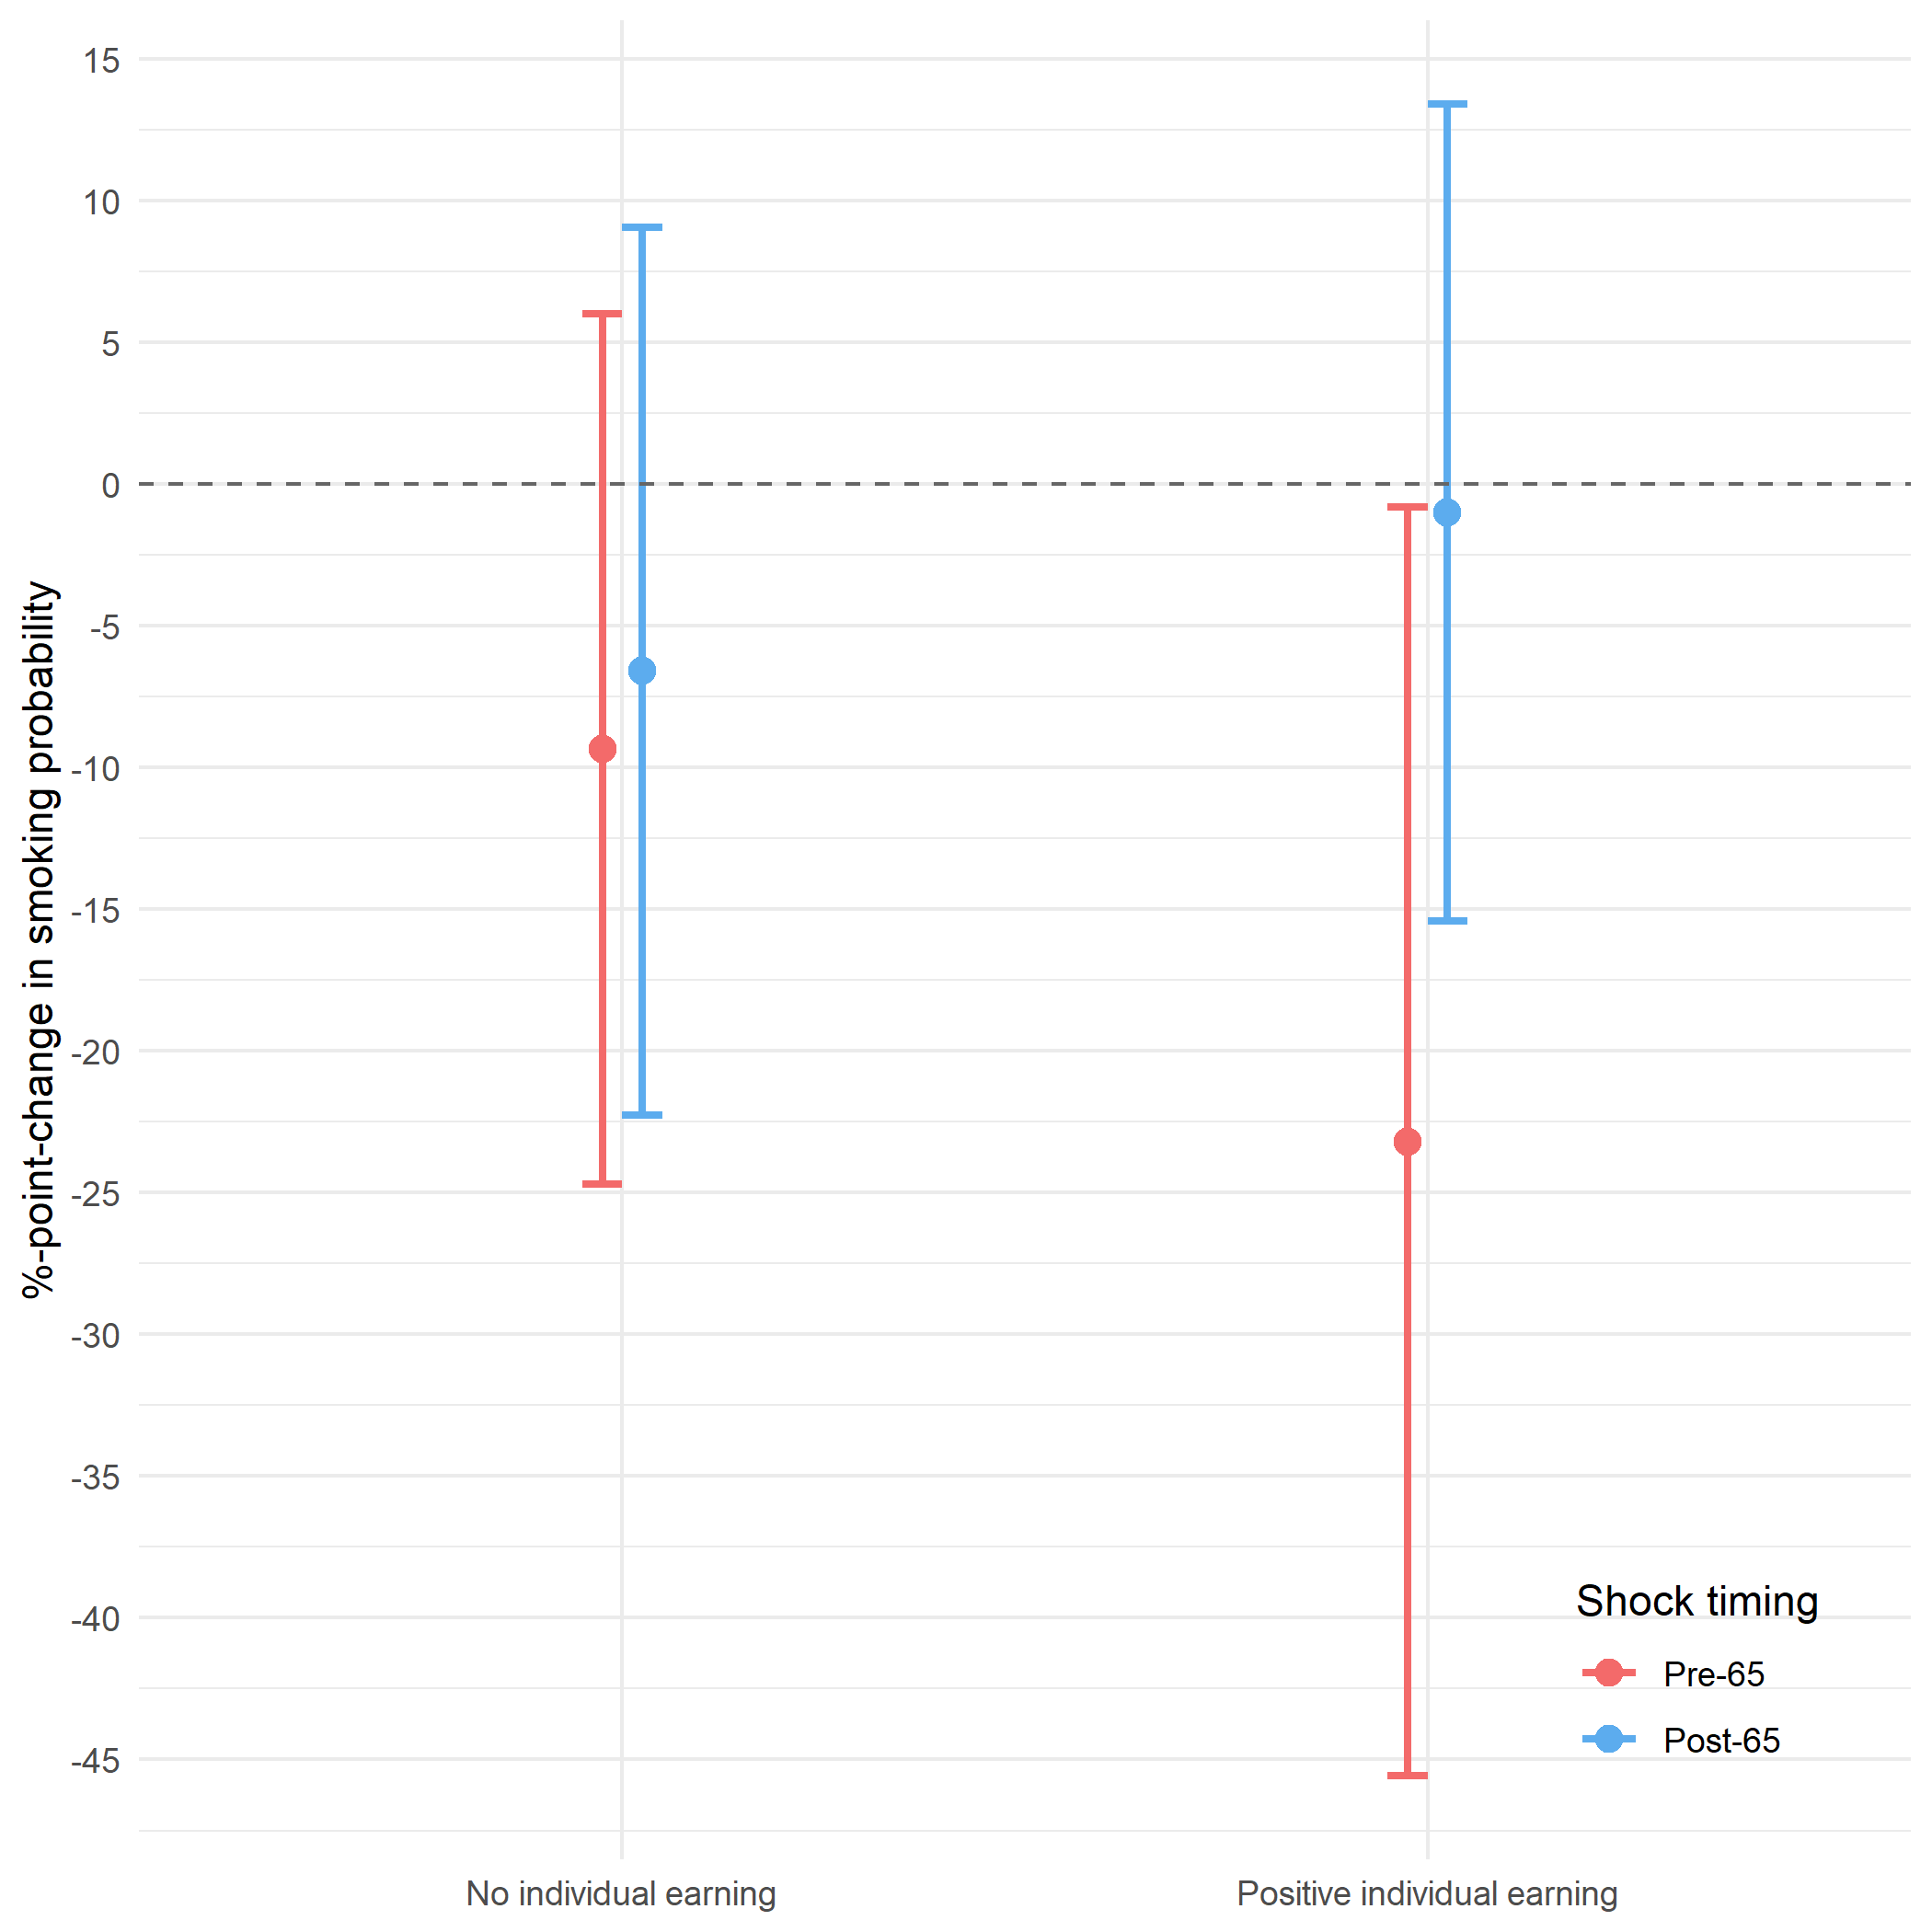 %-point-change in smoking probability
15
10
5
0
-5
-10
-15
-20
-25
-30
-35
-40
-45
No individual earning
Positive individual earning
Shock timing
Pre-65
Post-65